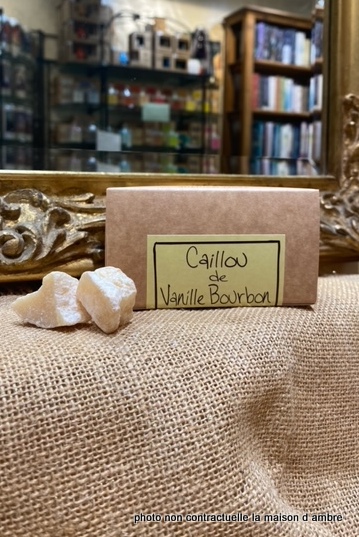 Caillou
de
Vanille Bourbon
photo non contractuelle la maison d ambre